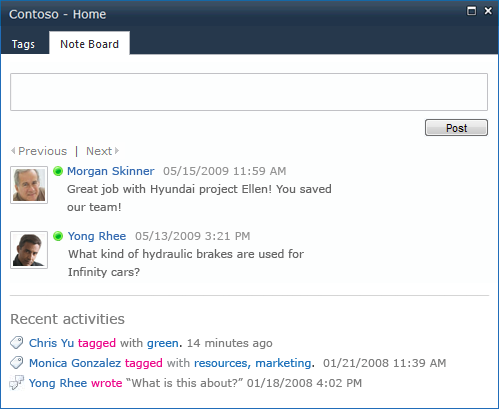 Contoso - Home
Tags Note Board
Post
Previous | Next
Morgan Skinner 05/15/2009 11:59 AM
Great job with Hyundai project Ellen! You saved
our team!
Yong Rhee 05/13/2009 3:21 PM
What kind of hydraulic brakes are used for
Infinity cars?
Recent activities
Chris Yu tagged with green. 14 minutes ago
Monica Gonzalez tagged with resources, marketing. 01/21/2008 11:39 AM
Yong Rhee wrote “What is this about?” 01/18/2008 4:02 PM